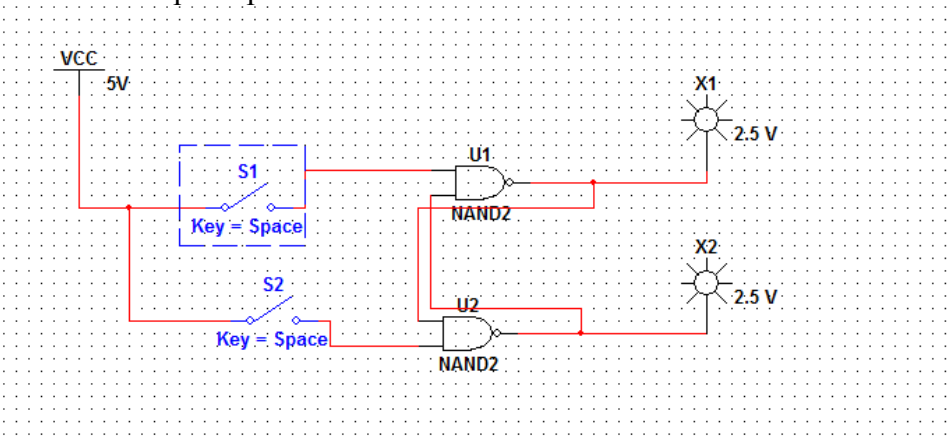 VCC
5V
X1
2.5 V
U1
S1
NAND2
Key = Space
X2
2.5 V
S2
U2
Key = Space
NAND2